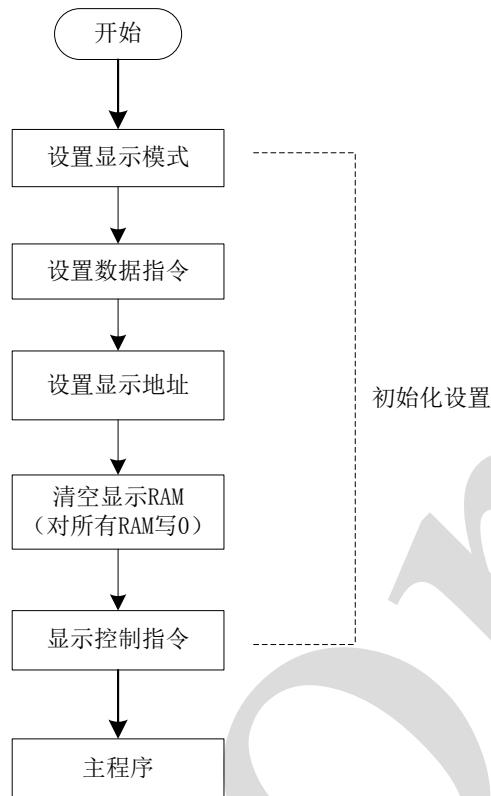 开始
设置显示模式
设置数据指令
设置显示地址
初始化设置
清空显示RAM
（对所有RAM写0）
显示控制指令
主程序